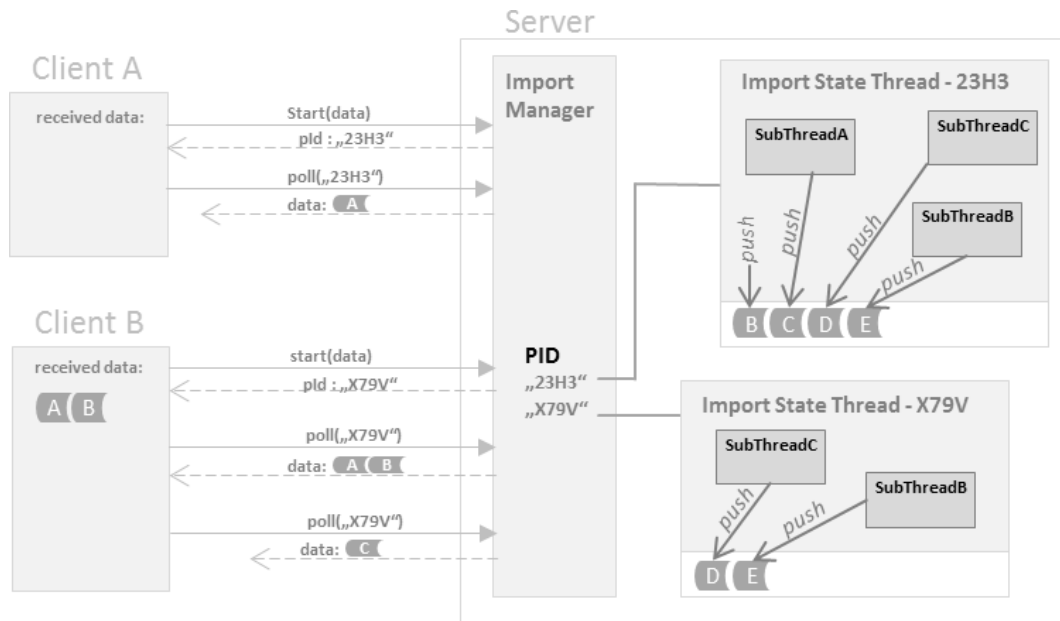 Server
Client A
received data:
Start(data)
pId : „23H3“
poll(„23H3“)
data: A
Client B
received data:
A B
start(data)
pId : „X79V“
poll(„X79V“)
data: A B
poll(„X79V“)
data: C
Import
Manager
PID
„23H3“
„X79V“
Import State Thread - 23H3
SubThreadA
SubThreadC
SubThreadB
push
push
push
push
B C D E
Import State Thread - X79V
SubThreadC
SubThreadB
push
push
D E